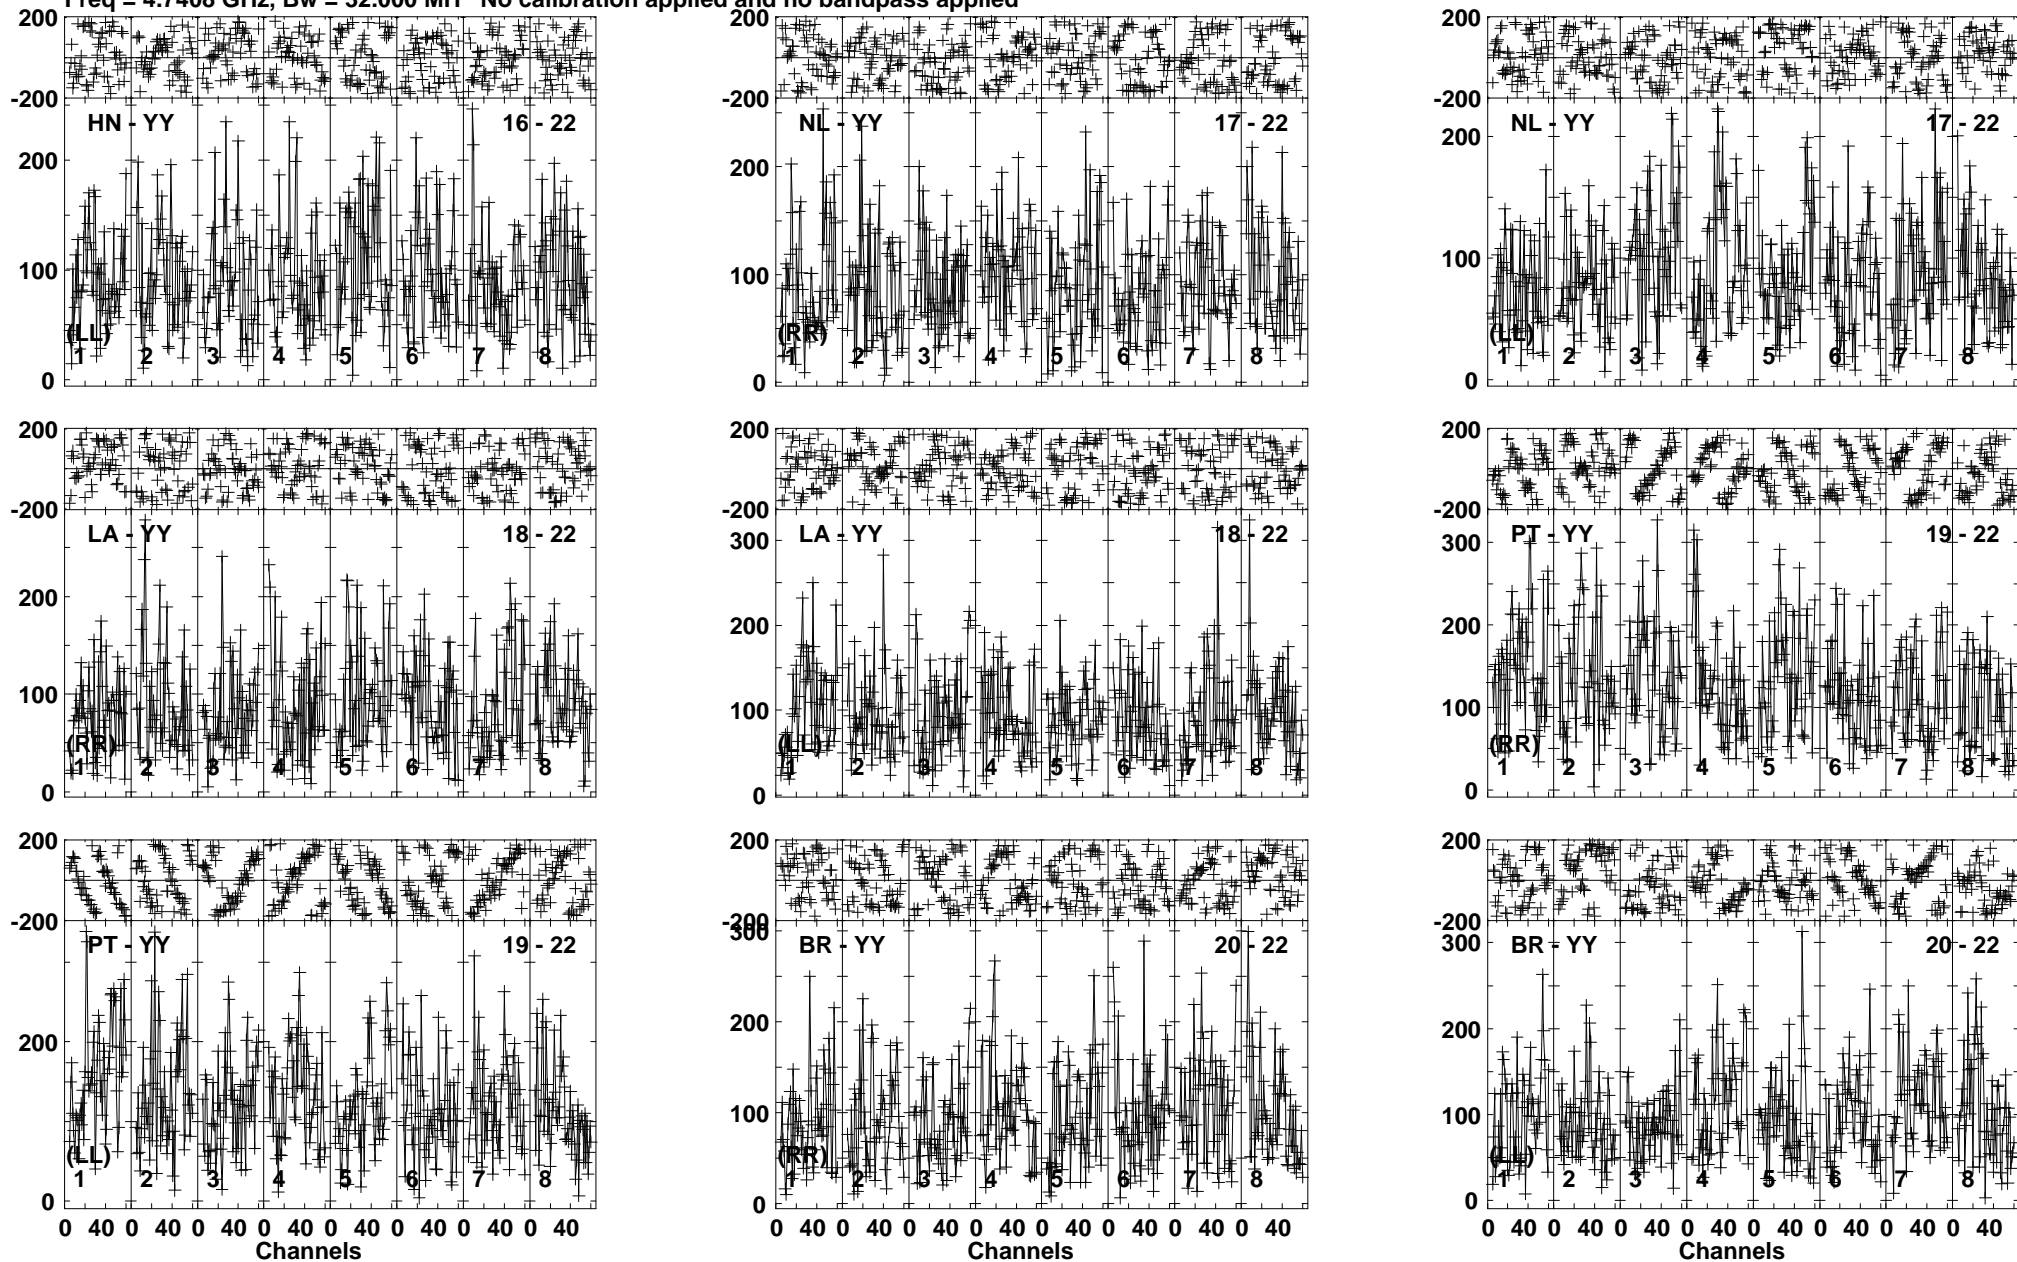 Freq = 4.7408 GHz, Bw = 32.000 MH No calibration applied and no bandpass applied
200 200 200
-200 -200 -200
HN - YY 16 - 22 NL - YY 17 - 22 NL - YY 17 - 22
200 200 200
100 100 100
(LL) (RR) (LL)
1 2 3 4 5 6 7 8 1 2 3 4 5 6 7 8 1 2 3 4 5 6 7 8
0 0 0
200 200 200
-200 -200 -200
LA - YY 18 - 22 LA - YY 18 - 22 PT - YY 19 - 22
300 300
200 200 200
100 100 100
(RR) (LL) (RR)
1 2 3 4 5 6 7 8 1 2 3 4 5 6 7 8 1 2 3 4 5 6 7 8
0 0 0
200 200 200
-200 -200 -200
300 300
PT - YY 19 - 22 BR - YY 20 - 22 BR - YY 20 - 22
200 200 200
100 100
(LL) (RR) (LL)
1 2 3 4 5 6 7 8 1 2 3 4 5 6 7 8 1 2 3 4 5 6 7 8
0 0 0
0 40 0 40 0 40 0 40 0 40 0 40 0 40 0 40 0 40 0 40 0 40 0 40 0 40 0 40 0 40 0 40 0 40 0 40 0 40 0 40 0 40 0 40 0 40 0 40
Channels Channels Channels